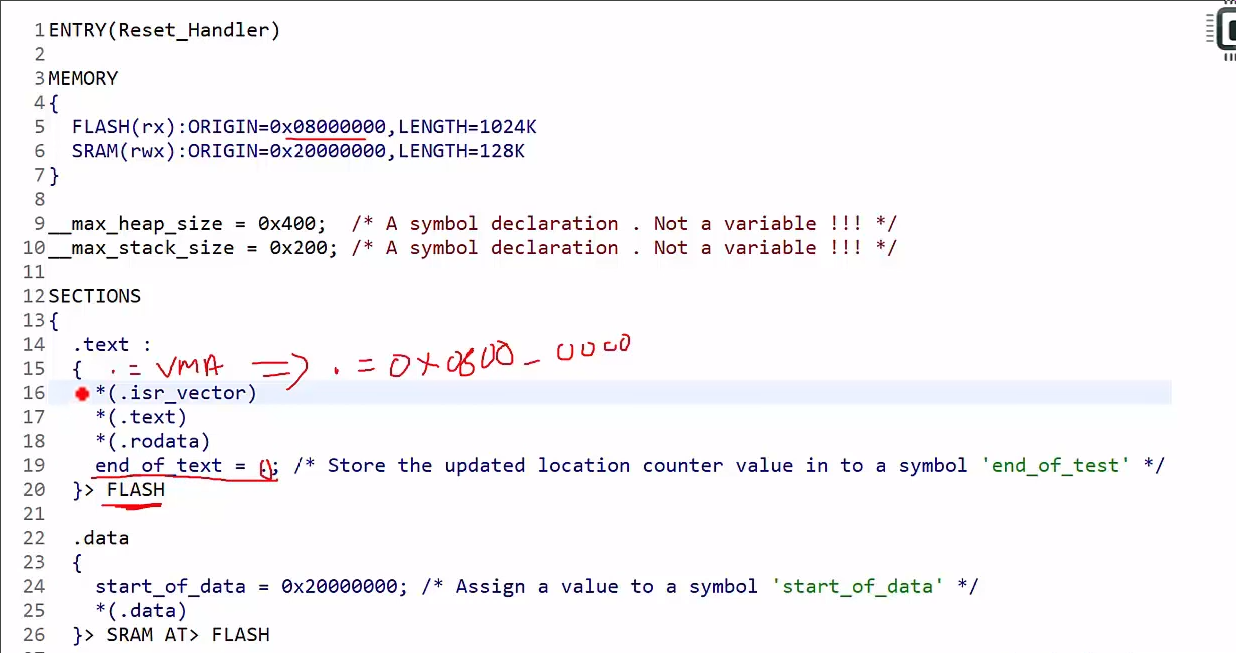 1 ENTRY(Reset_Handler)
2
3 MEMORY
4 {
5 FLASH(rx):ORIGIN=0x08000000,LENGTH=1024K
6 SRAM(rwx):ORIGIN=0x20000000,LENGTH=128K
7 }
8
9 __max_heap_size = 0x400; /* A symbol declaration . Not a variable !!! */
10 __max_stack_size = 0x200; /* A symbol declaration . Not a variable !!! */
11
12 SECTIONS
13 {
14 .text :
15 { . = VMA => . = 0x0800_0000
16 *(.isr_vector)
17 *(.text)
18 *(.rodata)
19 end_of_text = .; /* Store the updated location counter value in to a symbol 'end_of_test' */
20 }> FLASH
21
22 .data
23 {
24 start_of_data = 0x20000000; /* Assign a value to a symbol 'start_of_data' */
25 *(.data)
26 }> SRAM AT> FLASH